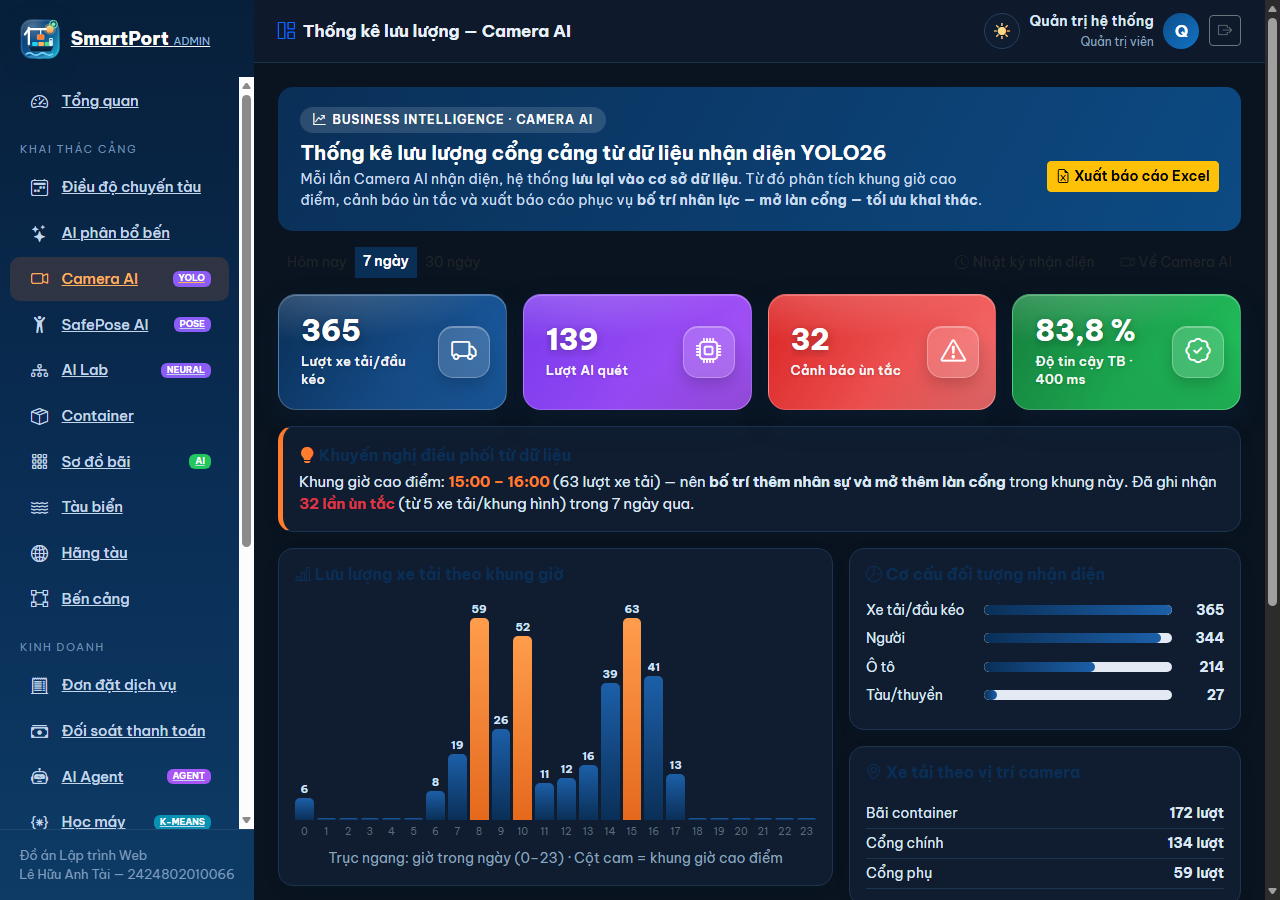 SmartPort ADMIN
Tổng quan
KHAI THÁC CẢNG
Điều độ chuyến tàu
AI phân bổ bến
Camera AI YOLO
SafePose AI POSE
AI Lab NEURAL
Container
Sơ đồ bãi AI
Tàu biển
Hãng tàu
Bến cảng
KINH DOANH
Đơn đặt dịch vụ
Đối soát thanh toán
AI Agent AGENT
Học máy K-MEANS
Đồ án Lập trình Web
Lê Hữu Anh Tài — 2424802010066
Thống kê lưu lượng — Camera AI
Quản trị hệ thống
Quản trị viên
Q
BUSINESS INTELLIGENCE · CAMERA AI
Thống kê lưu lượng cổng cảng từ dữ liệu nhận diện YOLO26
Mỗi lần Camera AI nhận diện, hệ thống lưu lại vào cơ sở dữ liệu. Từ đó phân tích khung giờ cao
điểm, cảnh báo ùn tắc và xuất báo cáo phục vụ bố trí nhân lực — mở làn cổng — tối ưu khai thác.
Xuất báo cáo Excel
Hôm nay 7 ngày 30 ngày
Nhật ký nhận diện Về Camera AI
365
Lượt xe tải/đầu
kéo
139
Lượt AI quét
32
Cảnh báo ùn tắc
83,8 %
Độ tin cậy TB ·
400 ms
Khuyến nghị điều phối từ dữ liệu
Khung giờ cao điểm: 15:00 – 16:00 (63 lượt xe tải) — nên bố trí thêm nhân sự và mở thêm làn cổng trong khung này. Đã ghi nhận
32 lần ùn tắc (từ 5 xe tải/khung hình) trong 7 ngày qua.
Lưu lượng xe tải theo khung giờ
6 8 19 59 26 52 11 12 16 39 63 41 13
0 1 2 3 4 5 6 7 8 9 10 11 12 13 14 15 16 17 18 19 20 21 22 23
Trục ngang: giờ trong ngày (0–23) · Cột cam = khung giờ cao điểm
Cơ cấu đối tượng nhận diện
Xe tải/đầu kéo 365
Người 344
Ô tô 214
Tàu/thuyền 27
Xe tải theo vị trí camera
Bãi container 172 lượt
Cổng chính 134 lượt
Cổng phụ 59 lượt